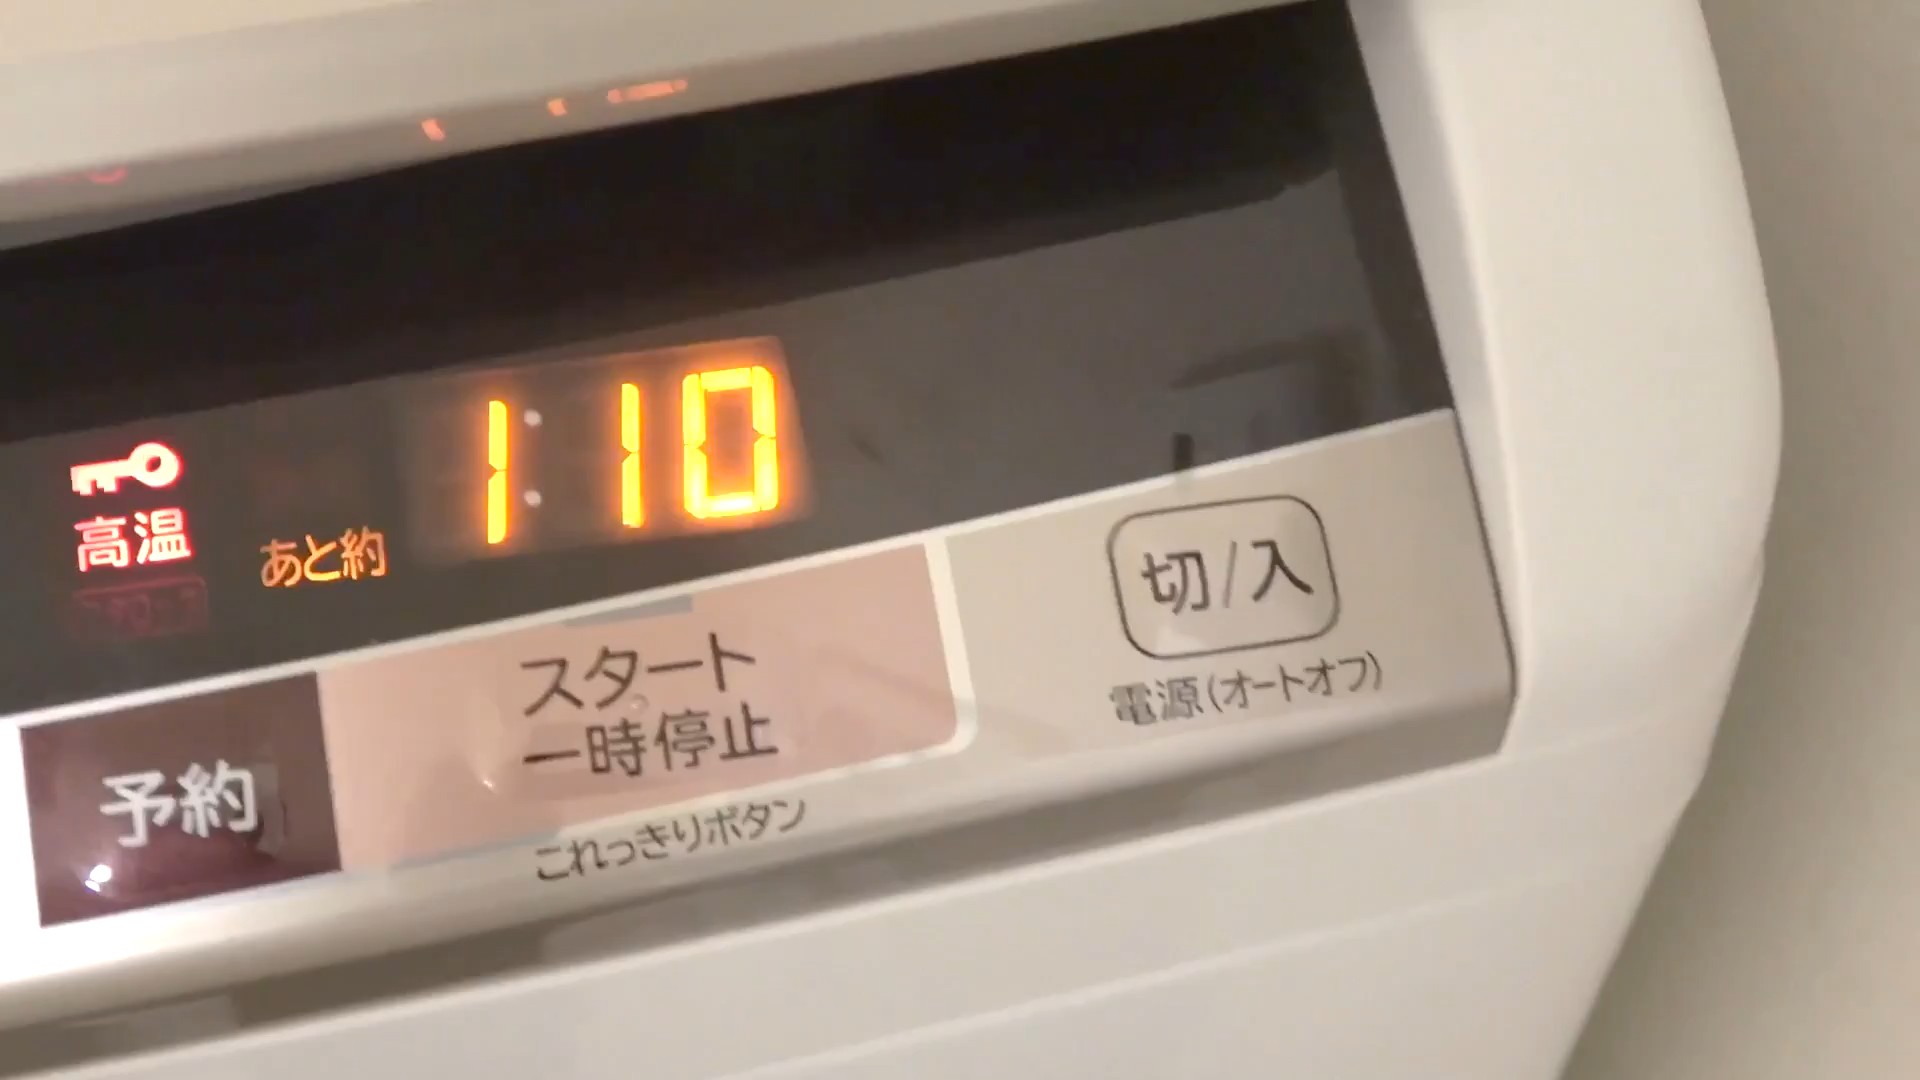 1:10
高温
あと約
切/入
電源(オートオフ)
スタート
一時停止
予約
これっきりボタン